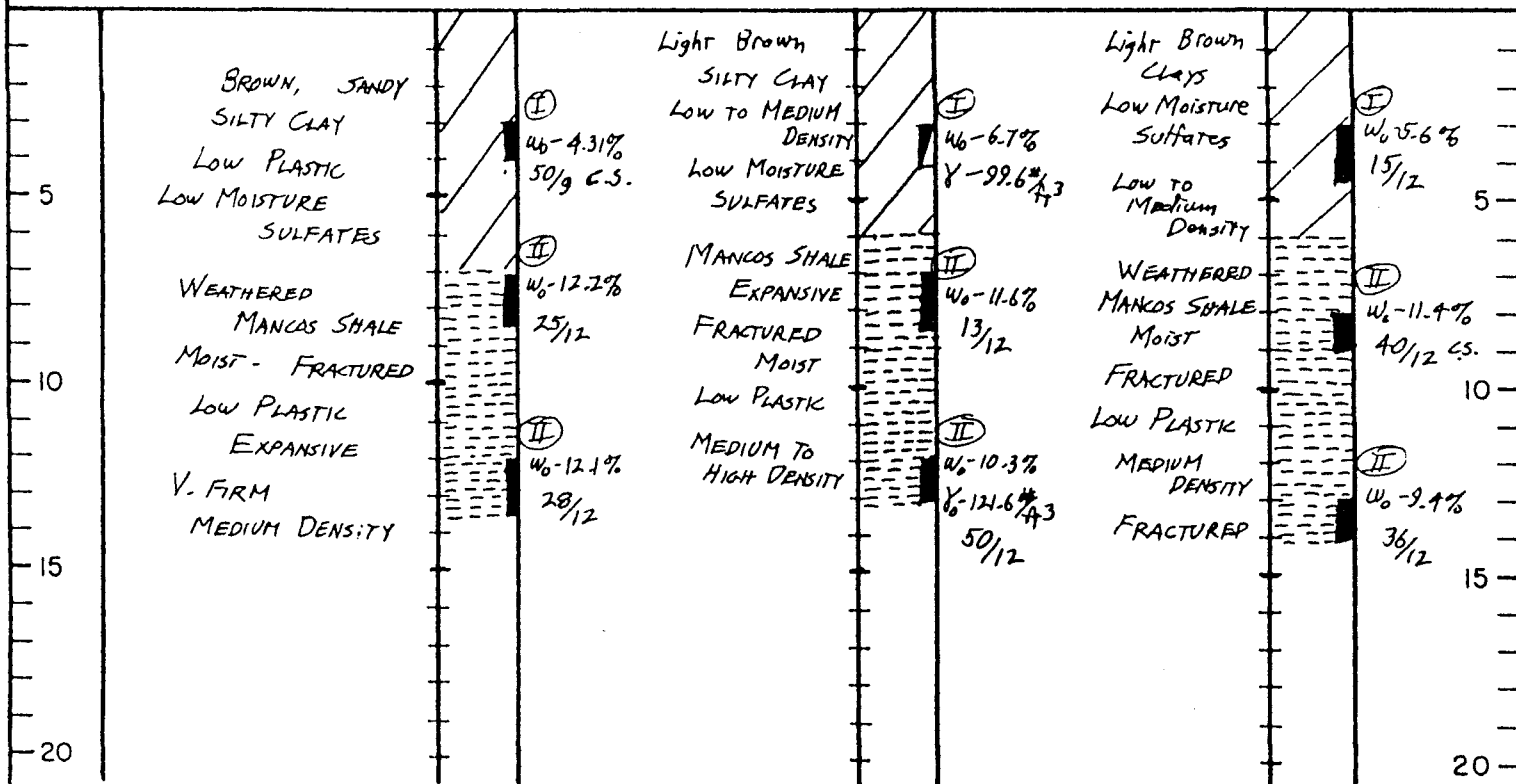 BROWN, SANDY
SILTY CLAY
LOW PLASTIC
LOW MOISTURE
SULFATES
WEATHERED
MANCOS SHALE
MOIST - FRACTURED
LOW PLASTIC
EXPANSIVE
V. FIRM
MEDIUM DENSITY
I
W₀-4.31%
50/9 C.S.
II
W₀-12.2%
25/12
II
W₀-12.1%
28/12
Light Brown
SILTY CLAY
LOW TO MEDIUM
DENSITY
LOW MOISTURE
SULFATES
MANCOS SHALE
EXPANSIVE
FRACTURED
MOIST
LOW PLASTIC
MEDIUM TO
HIGH DENSITY
I
W₀-6.7%
γ-99.6#/ft3
II
W₀-11.6%
13/12
II
W₀-10.3%
γ₀-121.6#/ft3
50/12
Light Brown
Clays
Low Moisture
Sulfates
Low to
Medium
Density
WEATHERED
MANCOS SHALE
MOIST
FRACTURED
LOW PLASTIC
MEDIUM
DENSITY
FRACTURED
I
W₀-5.6%
15/12
II
W₀-11.4%
40/12 C.S.
II
W₀-9.4%
36/12
5
10
15
20
5
10
15
20